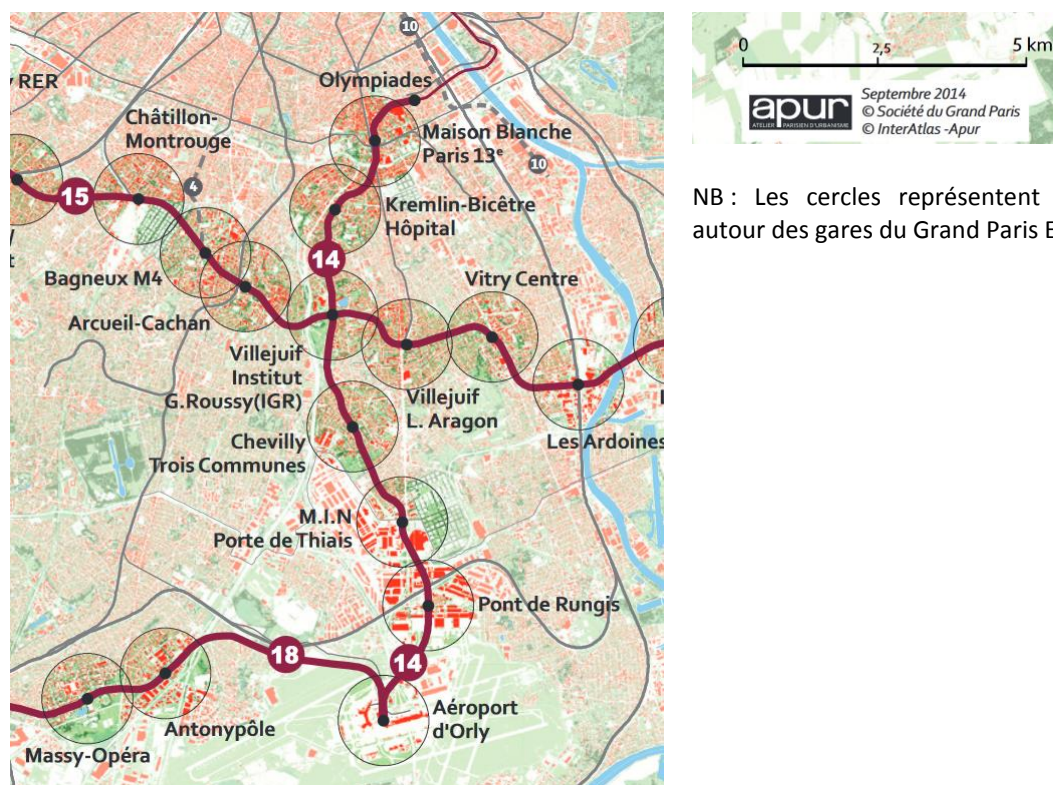 10
y RER
Olympiades
Châtillon-
Montrouge
Maison Blanche
Paris 13e
10
4
15
Kremlin-Bicêtre
Hôpital
14
Bagneux M4
Vitry Centre
Arcueil-Cachan
Villejuif
Institut
G.Roussy(IGR)
Villejuif
L. Aragon
Les Ardoines
Chevilly
Trois Communes
M.I.N
Porte de Thiais
Pont de Rungis
18
14
Aéroport
d'Orly
Antonypôle
Massy-Opéra
0 2,5 5 km
apur
ATELIER PARISIEN D'URBANISME
Septembre 2014
© Société du Grand Paris
© InterAtlas -Apur
NB : Les cercles représentent
autour des gares du Grand Paris E